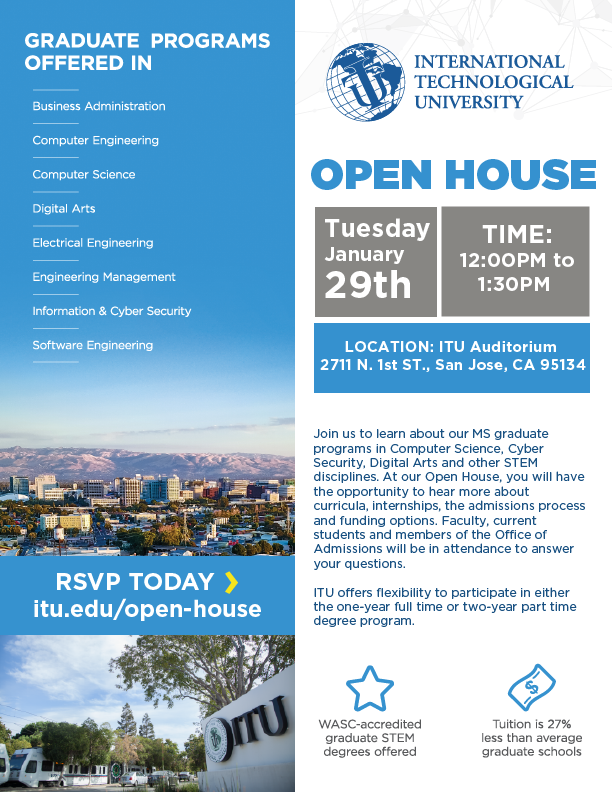 GRADUATE PROGRAMS
OFFERED IN
Business Administration
Computer Engineering
Computer Science
Digital Arts
Electrical Engineering
Engineering Management
Information & Cyber Security
Software Engineering
RSVP TODAY
itu.edu/open-house
ITU
INTERNATIONAL
TECHNOLOGICAL
UNIVERSITY
OPEN HOUSE
Tuesday
January
29th
TIME:
12:00PM to
1:30PM
LOCATION: ITU Auditorium
2711 N. 1st ST., San Jose, CA 95134
Join us to learn about our MS graduate
programs in Computer Science, Cyber
Security, Digital Arts and other STEM
disciplines. At our Open House, you will have
the opportunity to hear more about
curricula, internships, the admissions process
and funding options. Faculty, current
students and members of the Office of
Admissions will be in attendance to answer
your questions.
ITU offers flexibility to participate in either
the one-year full time or two-year part time
degree program.
WASC-accredited
graduate STEM
degrees offered
$
Tuition is 27%
less than average
graduate schools